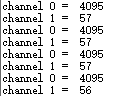 channel 0 =  4095
channel 1 =  57
channel 0 =  4095
channel 1 =  57
channel 0 =  4095
channel 1 =  57
channel 0 =  4095
channel 1 =  56